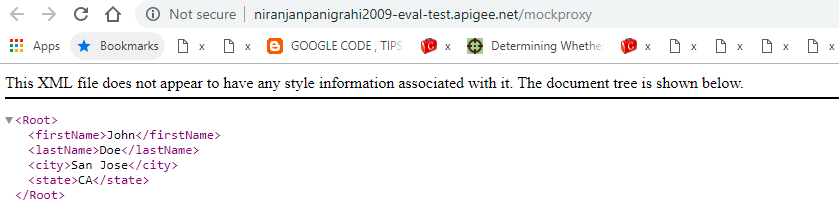 Not secure | niranjanpanigrahi2009-eval-test.apigee.net/mockproxy
Apps Bookmarks x x GOOGLE CODE , TIPS x Determining Whethe x x x x x
This XML file does not appear to have any style information associated with it. The document tree is shown below.
▼<Root>
<firstName>John</firstName>
<lastName>Doe</lastName>
<city>San Jose</city>
<state>CA</state>
</Root>